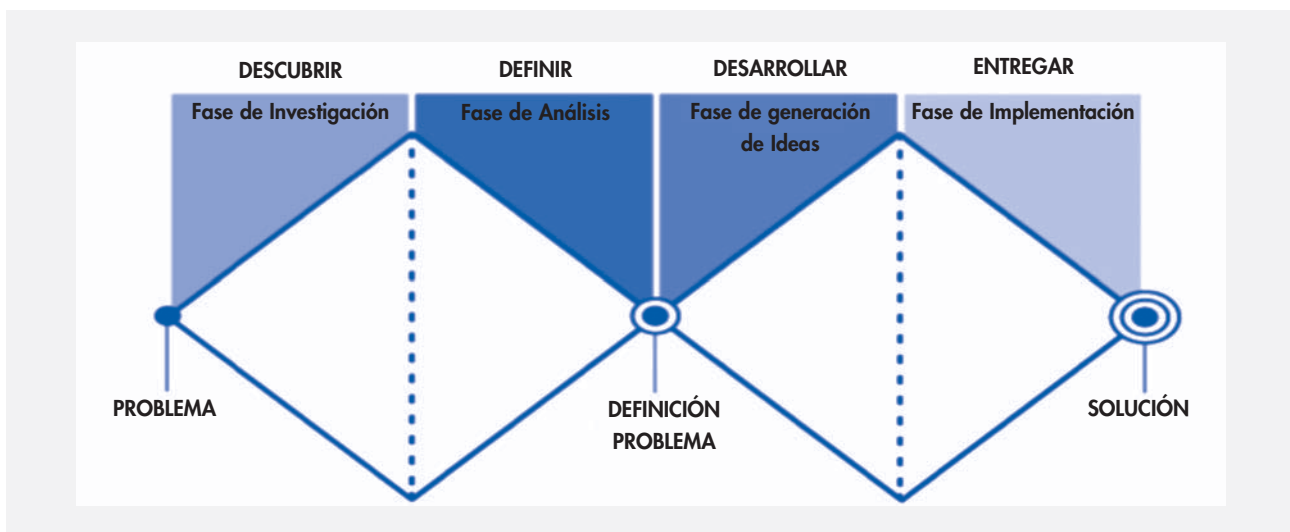 DESCUBRIR
DEFINIR
DESARROLLAR
ENTREGAR
Fase de Investigación
Fase de Análisis
Fase de generación
de Ideas
Fase de Implementación
PROBLEMA
DEFINICIÓN
PROBLEMA
SOLUCIÓN